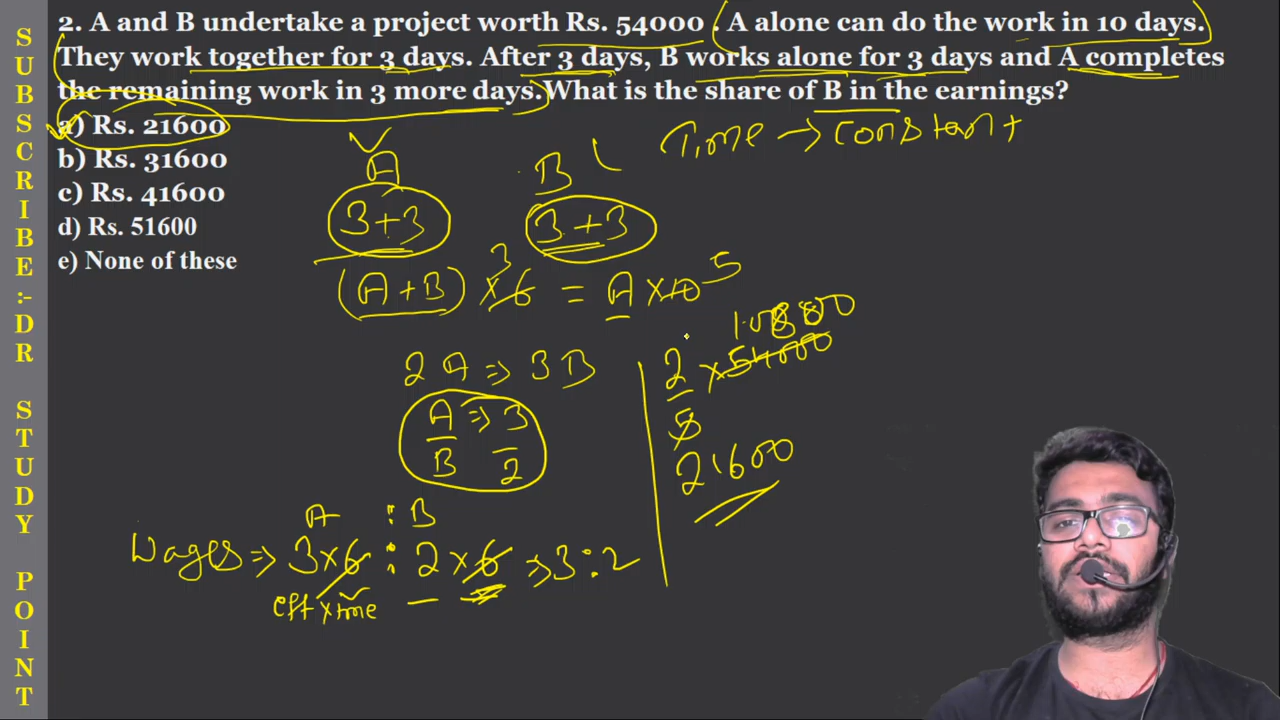 SUBSCRIBE:-DR STUDY POINT
2. A and B undertake a project worth Rs. 54000 . A alone can do the work in 10 days.
They work together for 3 days. After 3 days, B works alone for 3 days and A completes
the remaining work in 3 more days. What is the share of B in the earnings?
a) Rs. 21600
b) Rs. 31600
c) Rs. 41600
d) Rs. 51600
e) None of these
Time → constant
A B
3+3 3+3
(A+B) × 6 3 = A × 10 5
2 A => 3 B
A => 3
B 2
2 × 54000 10800
5
21600
A : B
Wages => 3×6 : 2×6 => 3:2
eff × time